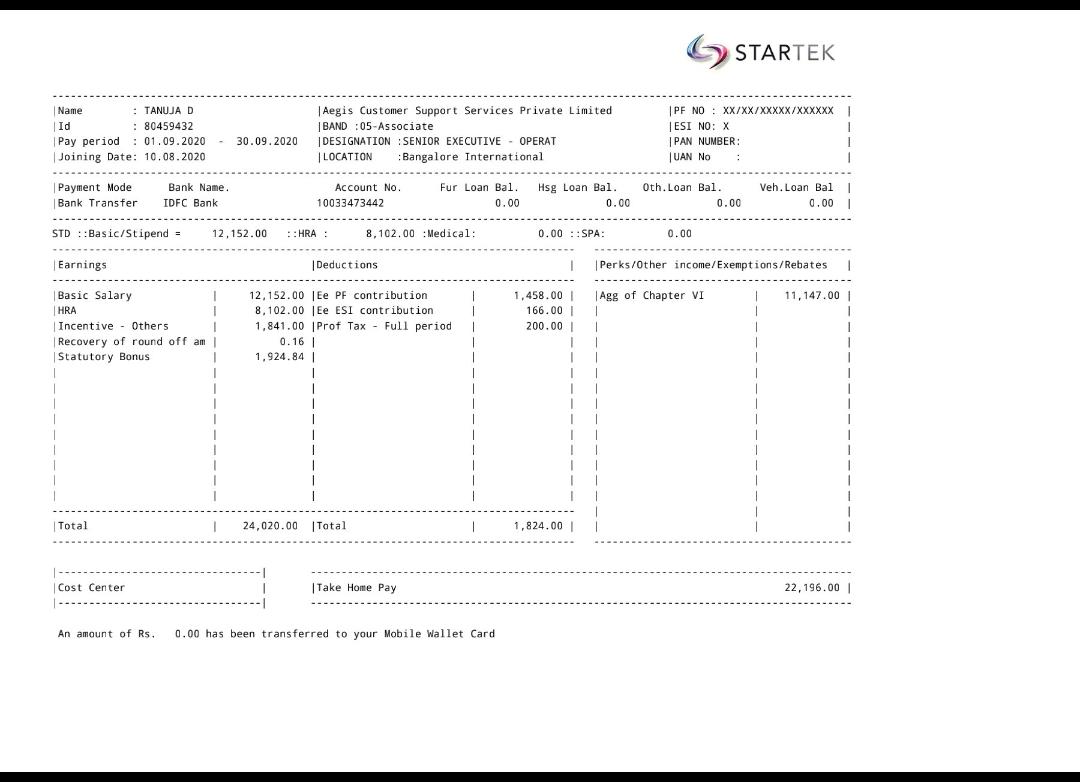 STARTEK
|Name : TANUJA D |Aegis Customer Support Services Private Limited |PF NO : XX/XX/XXXXX/XXXXXX |
|Id : 80459432 |BAND :05-Associate |ESI NO: X |
|Pay period : 01.09.2020 - 30.09.2020 |DESIGNATION :SENIOR EXECUTIVE - OPERAT |PAN NUMBER: |
|Joining Date: 10.08.2020 |LOCATION :Bangalore International |UAN No : |
|Payment Mode Bank Name. Account No. Fur Loan Bal. Hsg Loan Bal. Oth.Loan Bal. Veh.Loan Bal |
|Bank Transfer IDFC Bank 10033473442 0.00 0.00 0.00 0.00 |
STD ::Basic/Stipend = 12,152.00 ::HRA : 8,102.00 :Medical: 0.00 ::SPA: 0.00
|Earnings |Deductions | |Perks/Other income/Exemptions/Rebates |
|Basic Salary | 12,152.00 |Ee PF contribution | 1,458.00 | |Agg of Chapter VI | 11,147.00 |
|HRA | 8,102.00 |Ee ESI contribution | 166.00 |
|Incentive - Others | 1,841.00 |Prof Tax - Full period | 200.00 |
|Recovery of round off am | 0.16 |
|Statutory Bonus | 1,924.84 |
|Total | 24,020.00 |Total | 1,824.00 |
|Cost Center | |Take Home Pay 22,196.00 |
An amount of Rs. 0.00 has been transferred to your Mobile Wallet Card